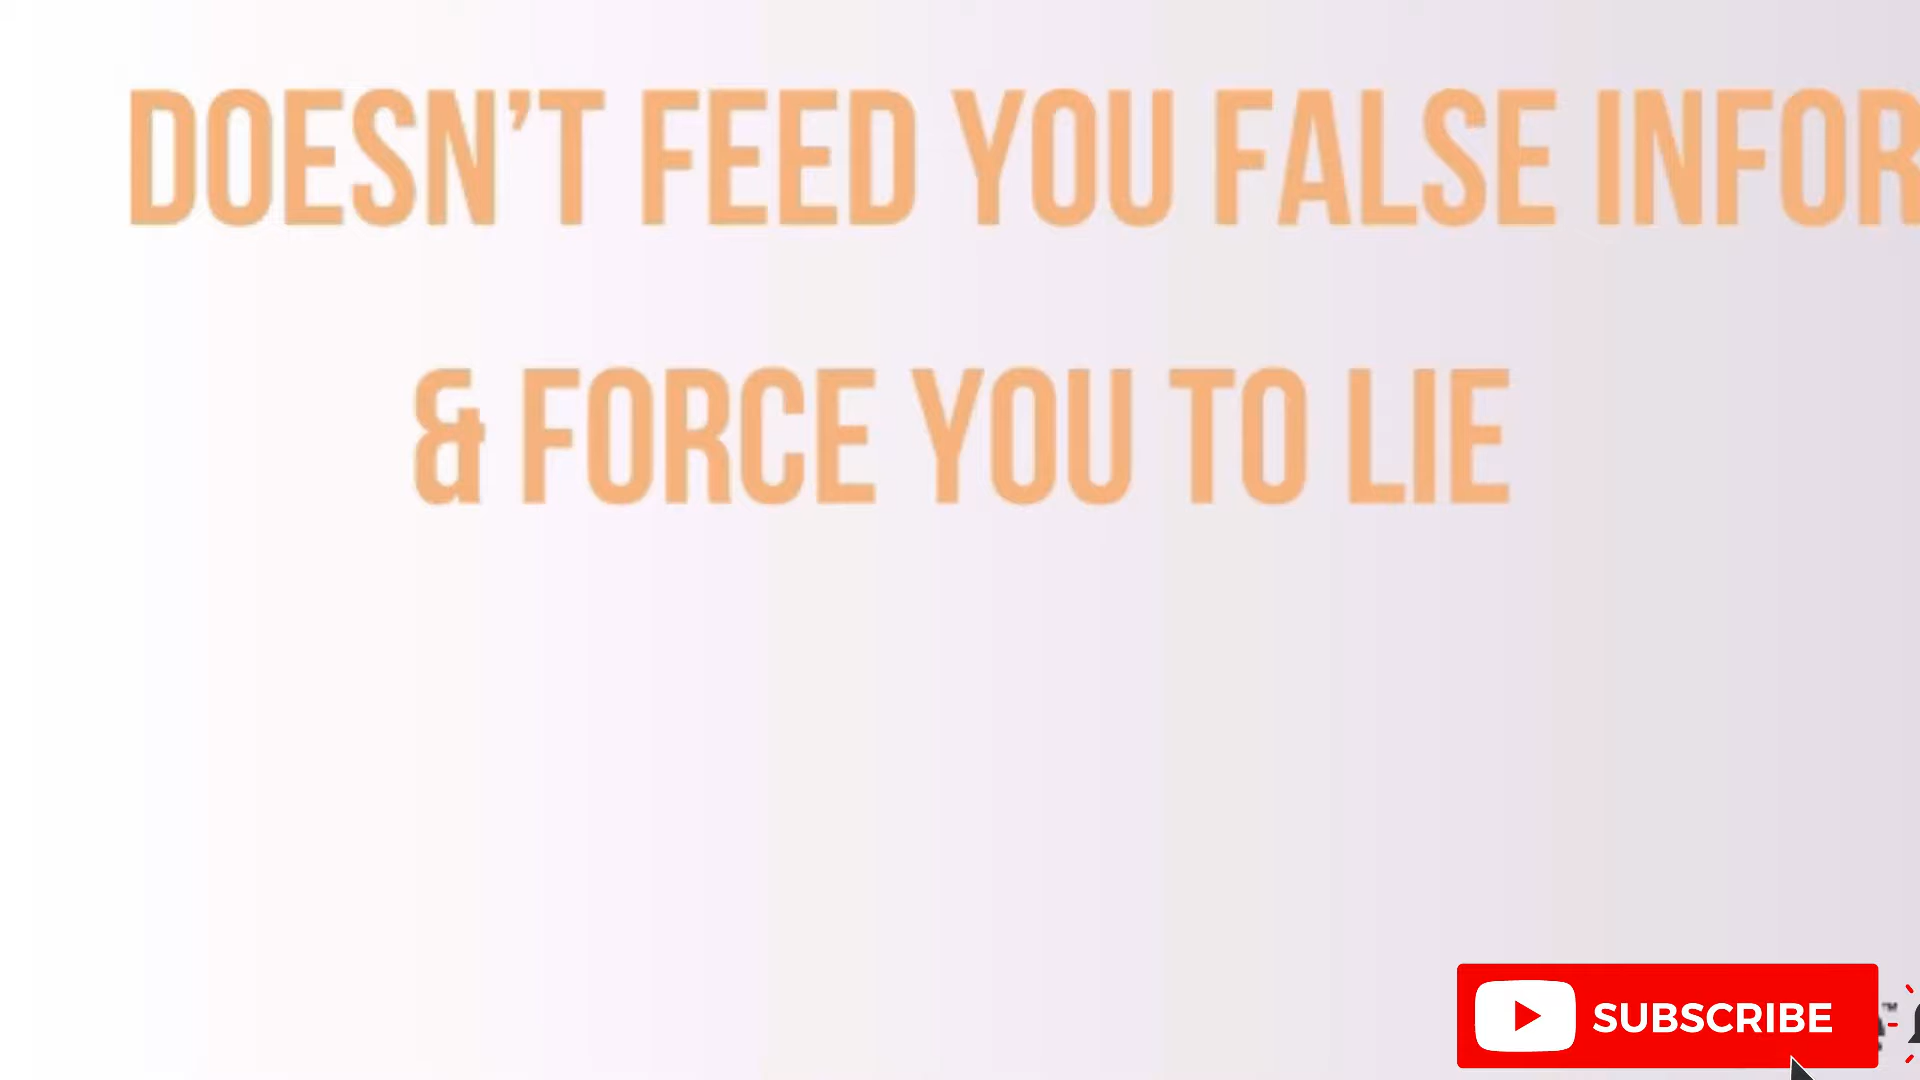 DOESN’T FEED YOU FALSE INFOR
& FORCE YOU TO LIE
SUBSCRIBE